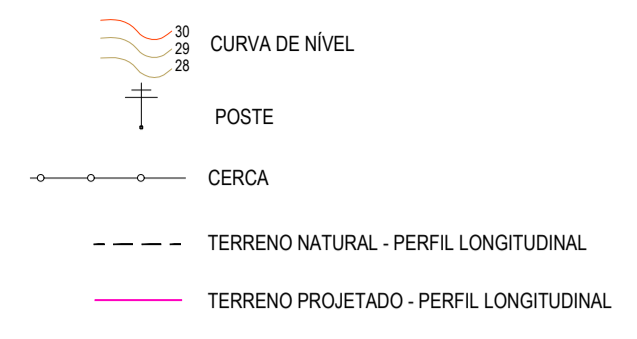 30
29
28
CURVA DE NÍVEL
POSTE
CERCA
TERRENO NATURAL - PERFIL LONGITUDINAL
TERRENO PROJETADO - PERFIL LONGITUDINAL